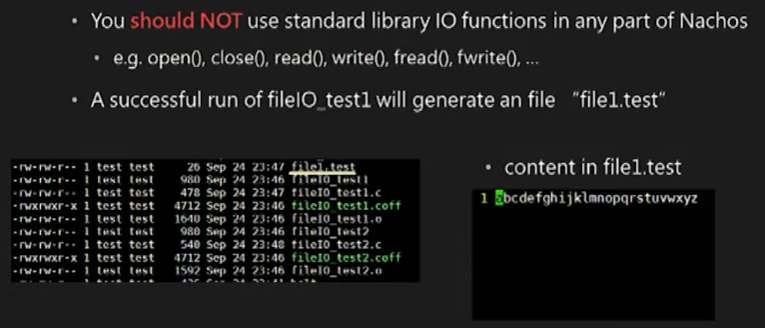 • You should NOT use standard library IO functions in any part of Nachos
• e.g. open(), close(), read(), write(), fread(), fwrite(), ...
• A successful run of fileIO_test1 will generate an file “file1.test”
-rw-rw-r-- 1 test test 26 Sep 24 23:47 file1.test
-rw-rw-r-- 1 test test 980 Sep 24 23:46 fileIO_test1
-rw-rw-r-- 1 test test 478 Sep 24 23:47 fileIO_test1.c
-rwxrwxr-x 1 test test 4712 Sep 24 23:46 fileIO_test1.coff
-rw-rw-r-- 1 test test 1640 Sep 24 23:46 fileIO_test1.o
-rw-rw-r-- 1 test test 980 Sep 24 23:46 fileIO_test2
-rw-rw-r-- 1 test test 540 Sep 24 23:48 fileIO_test2.c
-rwxrwxr-x 1 test test 4712 Sep 24 23:46 fileIO_test2.coff
-rw-rw-r-- 1 test test 1592 Sep 24 23:46 fileIO_test2.o
• content in file1.test
1 abcdefghijklmnopqrstuvwxyz